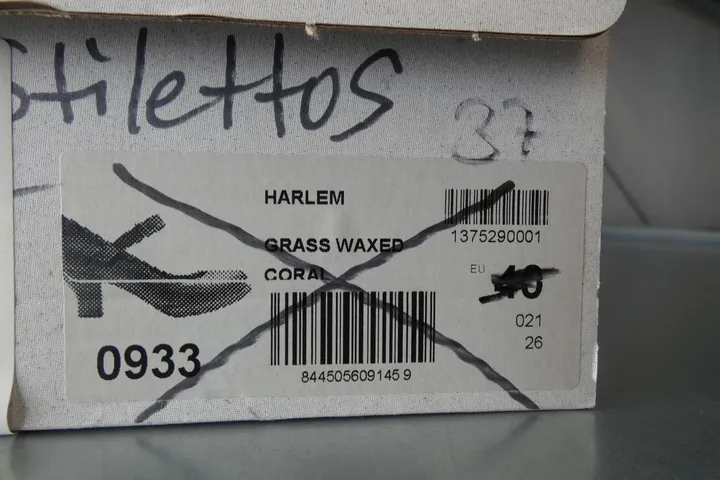 Stilettos
37
HARLEM
GRASS WAXED
CORAL
1375290001
EU 40
021
26
0933
844505609145 9